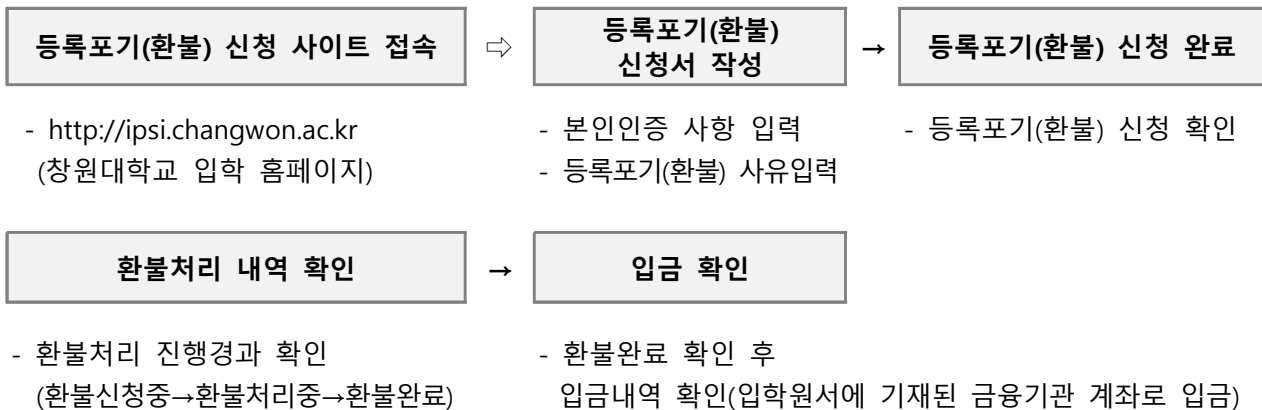 등록포기(환불) 신청 사이트 접속 ⇨ 등록포기(환불)
신청서 작성 → 등록포기(환불) 신청 완료
- http://ipsi.changwon.ac.kr
(창원대학교 입학 홈페이지)
- 본인인증 사항 입력
- 등록포기(환불) 사유입력
- 등록포기(환불) 신청 확인
환불처리 내역 확인 → 입금 확인
- 환불처리 진행경과 확인
(환불신청중→환불처리중→환불완료)
- 환불완료 확인 후
입금내역 확인(입학원서에 기재된 금융기관 계좌로 입금)